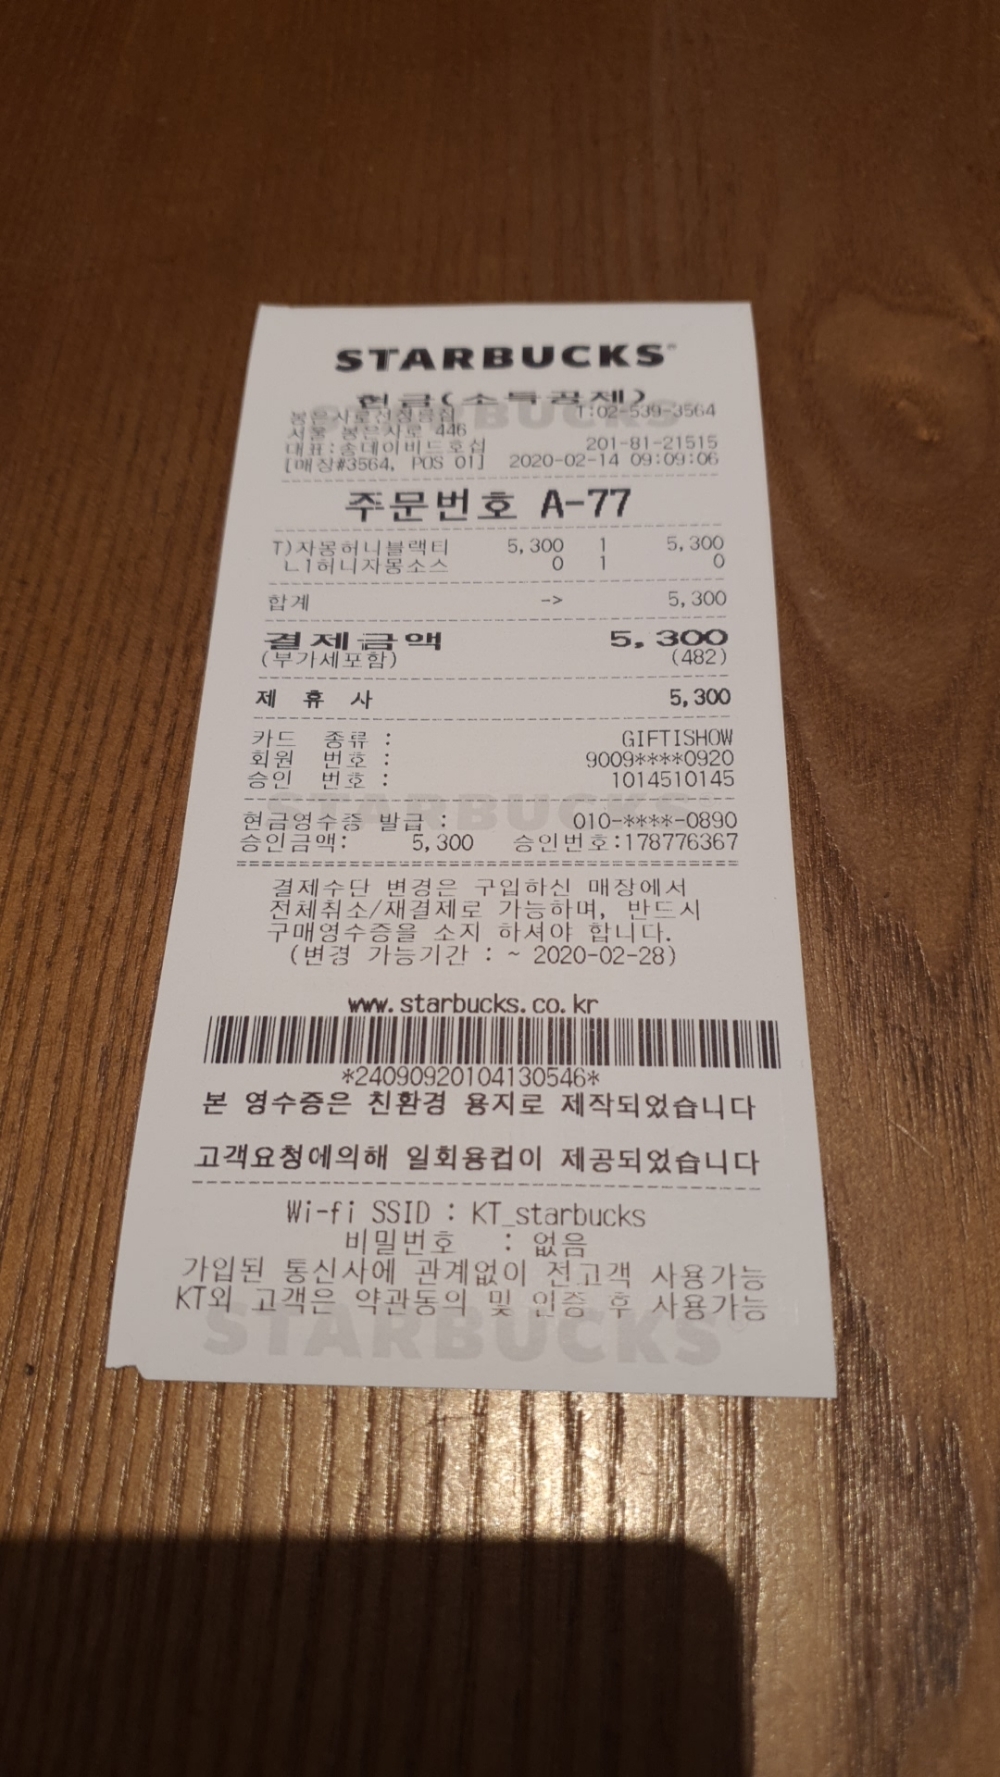 STARBUCKS
현금(소득공제)
봉은사로선정릉점 T:02-539-3564
서울 봉은사로 446
대표:송데이비드호섭 201-81-21515
[매장#3564, POS 01] 2020-02-14 09:09:06
주문번호 A-77
T)자몽허니블랙티 5,300 1 5,300
ㄴ1허니자몽소스 0 1 0
합계 -> 5,300
결제금액 5,300
(부가세포함) (482)
제 휴 사 5,300
카드 종류 : GIFTISHOW
회원 번호 : 9009****0920
승인 번호 : 1014510145
현금영수증 발급 : 010-****-0890
승인금액: 5,300 승인번호:178776367
결제수단 변경은 구입하신 매장에서
전체취소/재결제로 가능하며, 반드시
구매영수증을 소지 하셔야 합니다.
(변경 가능기간 : ~ 2020-02-28)
www.starbucks.co.kr
*24090920104130546*
본 영수증은 친환경 용지로 제작되었습니다
고객요청에의해 일회용컵이 제공되었습니다
Wi-fi SSID : KT_starbucks
비밀번호 : 없음
가입된 통신사에 관계없이 전고객 사용가능
KT외 고객은 약관동의 및 인증 후 사용가능
STARBUCKS